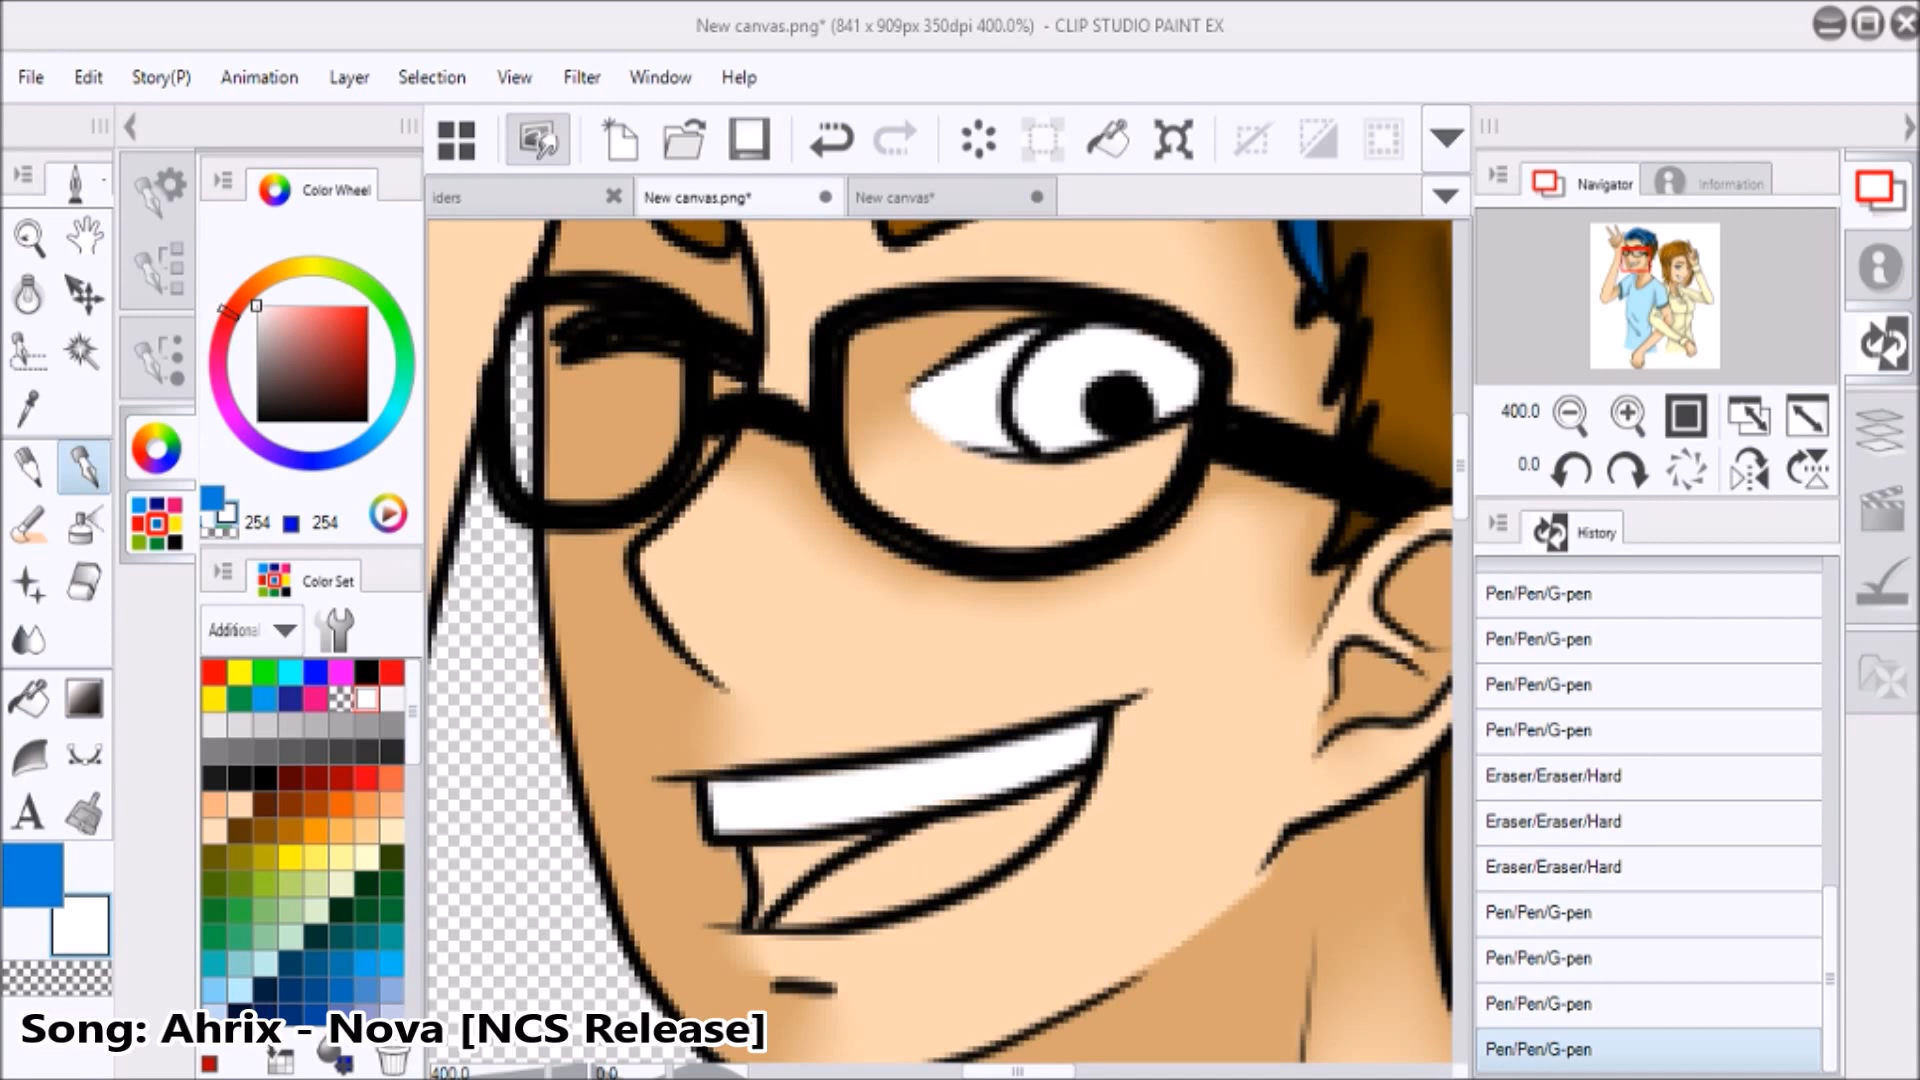 New canvas.png* (841 x 909px 350dpi 400.0%) - CLIP STUDIO PAINT EX
File Edit Story(P) Animation Layer Selection View Filter Window Help
Color Wheel
iders
New canvas.png*
New canvas*
Navigator
Information
400.0
0.0
254 254
Color Set
Additional
History
Pen/Pen/G-pen
Pen/Pen/G-pen
Pen/Pen/G-pen
Pen/Pen/G-pen
Eraser/Eraser/Hard
Eraser/Eraser/Hard
Eraser/Eraser/Hard
Pen/Pen/G-pen
Pen/Pen/G-pen
Pen/Pen/G-pen
Pen/Pen/G-pen
A
Song: Ahrix - Nova [NCS Release]
400.0 0.0